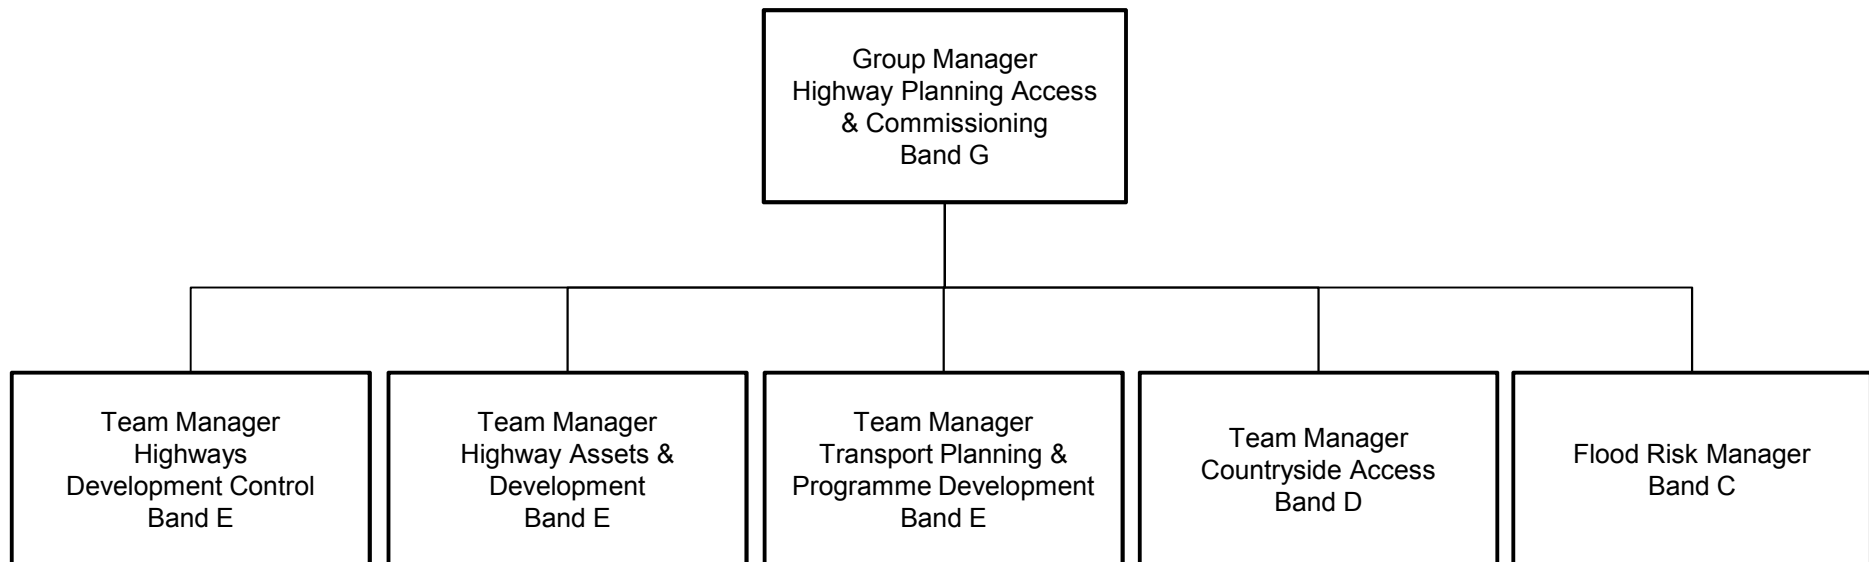 Group Manager
Highway Planning Access
& Commissioning
Band G
Team Manager
Highways
Development Control
Band E
Team Manager
Highway Assets &
Development
Band E
Team Manager
Transport Planning &
Programme Development
Band E
Team Manager
Countryside Access
Band D
Flood Risk Manager
Band C